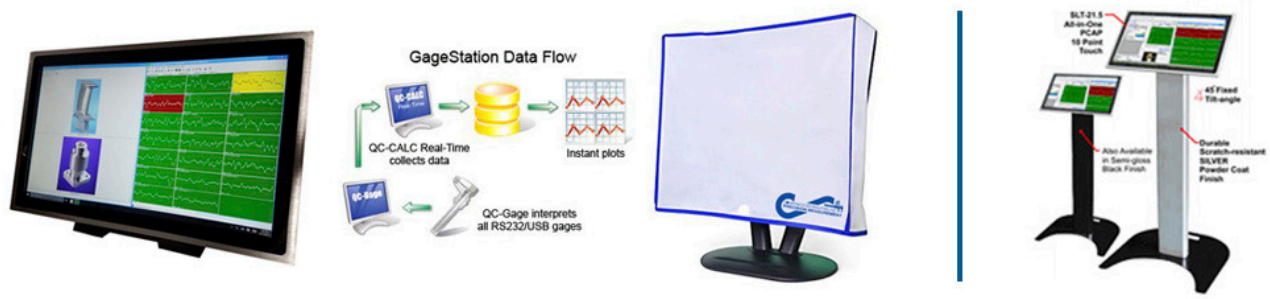 GageStation Data Flow
QC-CALC
Real-Time
QC-CALC Real-Time
collects data
Instant plots
QC-Gage
QC-Gage interprets
all RS232/USB gages
PRECISION MEASUREMENT
SLT-21.5
All-in-One
PCAP
10 Point
Touch
45 Fixed
Tilt-angle
Also Available
in Semi-gloss
Black Finish
Durable
Scratch-resistant
SILVER
Powder Coat
Finish